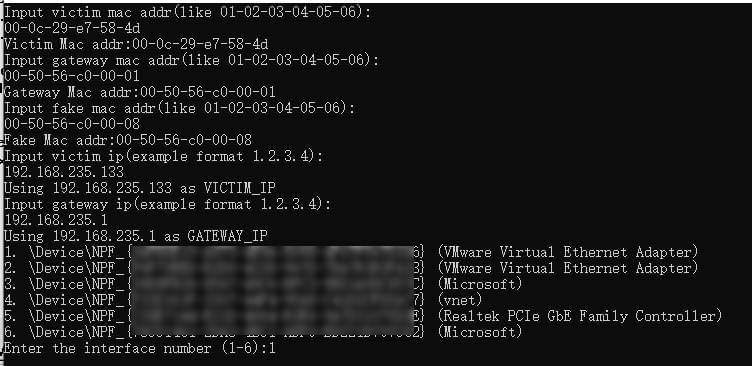 Input victim mac addr(like 01-02-03-04-05-06):
00-0c-29-e7-58-4d
Victim Mac addr:00-0c-29-e7-58-4d
Input gateway mac addr(like 01-02-03-04-05-06):
00-50-56-c0-00-01
Gateway Mac addr:00-50-56-c0-00-01
Input fake mac addr(like 01-02-03-04-05-06):
00-50-56-c0-00-08
Fake Mac addr:00-50-56-c0-00-08
Input victim ip(example format 1.2.3.4):
192.168.235.133
Using 192.168.235.133 as VICTIM_IP
Input gateway ip(example format 1.2.3.4):
192.168.235.1
Using 192.168.235.1 as GATEWAY_IP
1. \Device\NPF_{ } (VMware Virtual Ethernet Adapter)
2. \Device\NPF_{ } (VMware Virtual Ethernet Adapter)
3. \Device\NPF_{ } (Microsoft)
4. \Device\NPF_{ } (vnet)
5. \Device\NPF_{ } (Realtek PCIe GbE Family Controller)
6. \Device\NPF_{ } (Microsoft)
Enter the interface number (1-6):1